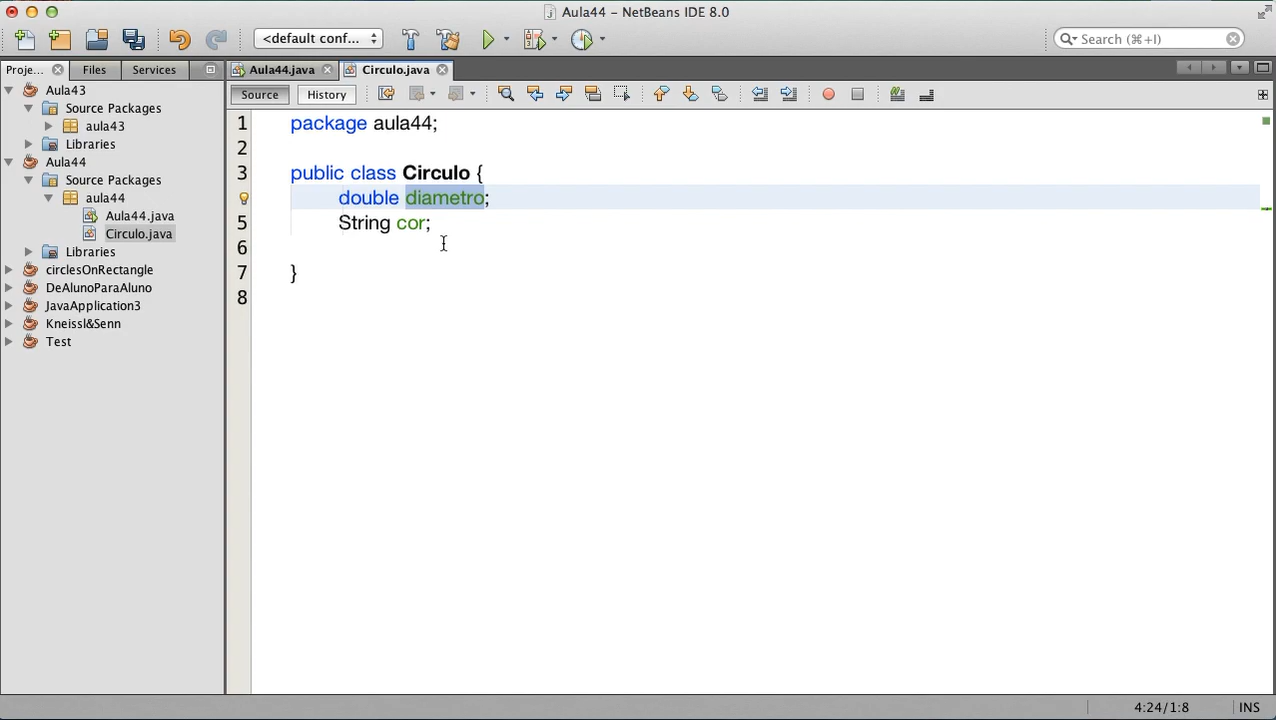 Aula44 – NetBeans IDE 8.0
<default conf...
Search (⌘+I)
Proje...
Files
Services
Aula44.java
Circulo.java
Source
History
Aula43
Source Packages
aula43
Libraries
Aula44
Source Packages
aula44
Aula44.java
Circulo.java
Libraries
circlesOnRectangle
DeAlunoParaAluno
JavaApplication3
Kneissl&Senn
Test
1 package aula44;
2
3 public class Circulo {
double diametro;
5 String cor;
6
7 }
8
4:24/1:8
INS